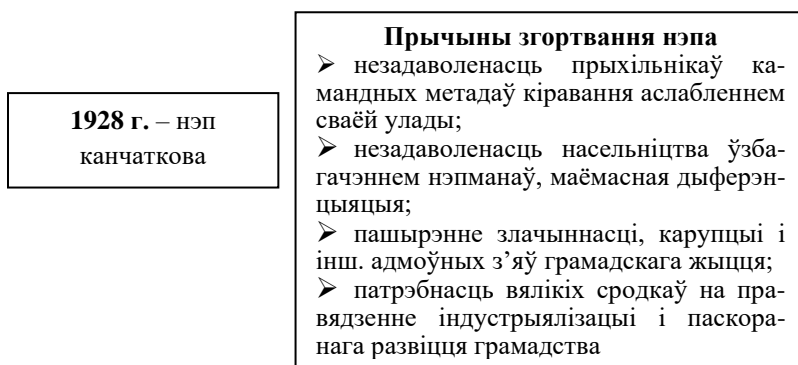 1928 г. – нэп
канчаткова
Прычыны згортвання нэпа
➢ незадаволенасць прыхільнікаў ка-
мандных метадаў кіравання аслабленнем
сваёй улады;
➢ незадаволенасць насельніцтва ўзба-
гачэннем нэпманаў, маёмасная дыферэн-
цыяцыя;
➢ пашырэнне злачыннасці, карупцыі і
інш. адмоўных з’яў грамадскага жыцця;
➢ патрэбнасць вялікіх сродкаў на пра-
вядзенне індустрыялізацыі і паскора-
нага развіцця грамадства